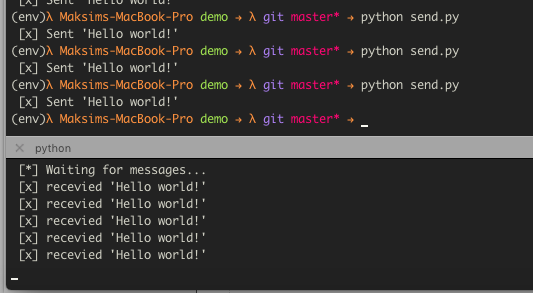 [x] Sent 'Hello world!'
(env)λ Maksims-MacBook-Pro demo → λ git master* → python send.py
[x] Sent 'Hello world!'
(env)λ Maksims-MacBook-Pro demo → λ git master* → python send.py
[x] Sent 'Hello world!'
(env)λ Maksims-MacBook-Pro demo → λ git master* → python send.py
[x] Sent 'Hello world!'
(env)λ Maksims-MacBook-Pro demo → λ git master* → _
× python
[*] Waiting for messages...
[x] recevied 'Hello world!'
[x] recevied 'Hello world!'
[x] recevied 'Hello world!'
[x] recevied 'Hello world!'
[x] recevied 'Hello world!'